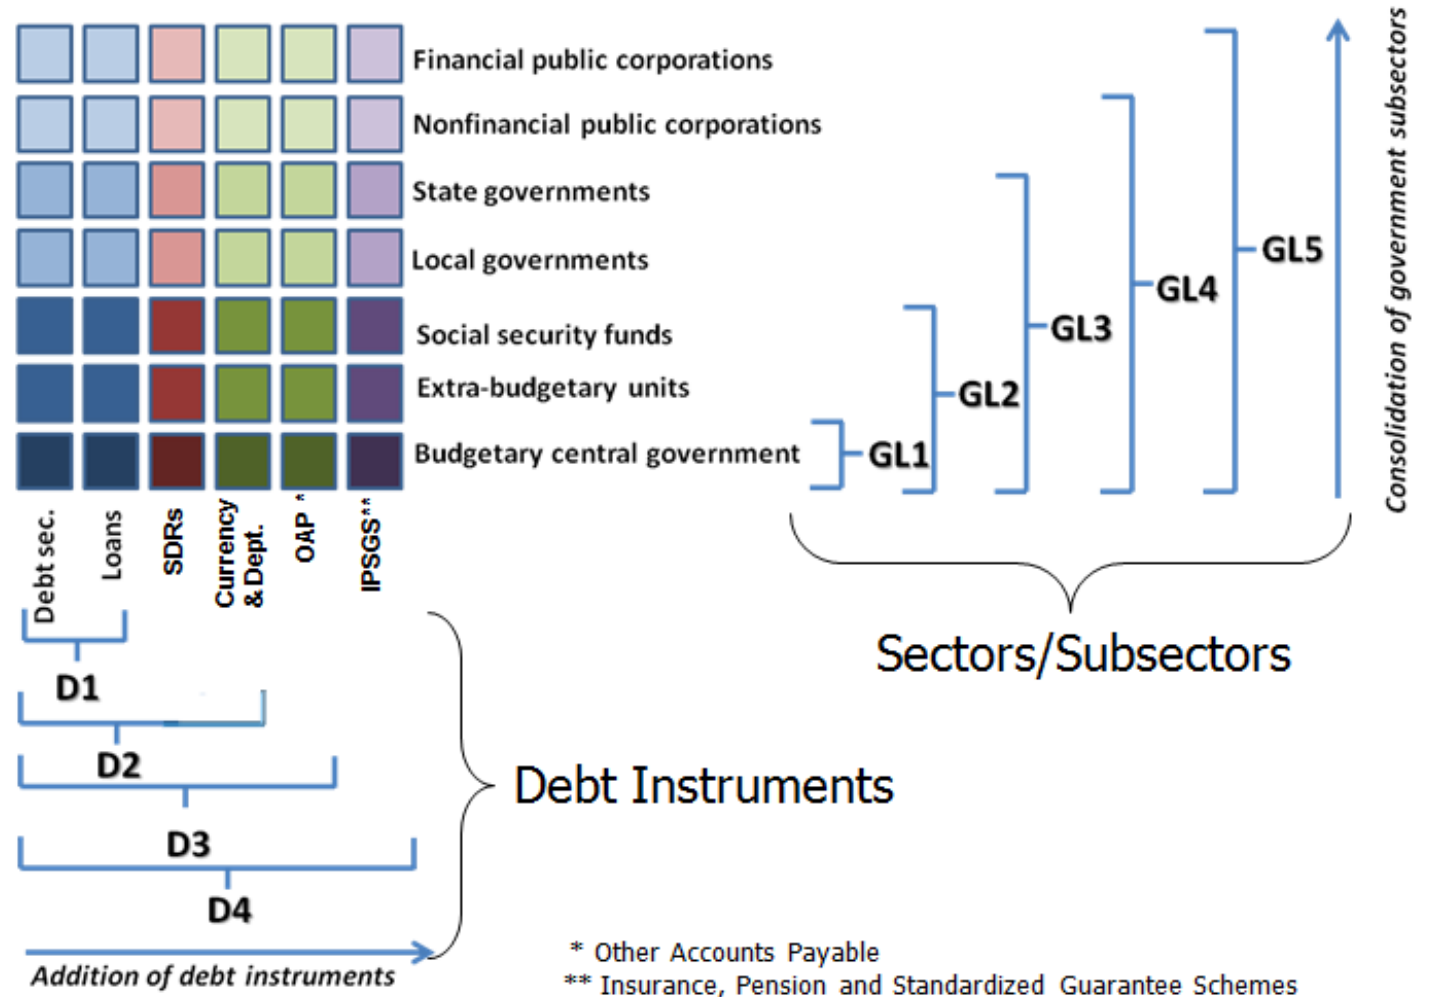 Financial public corporations
Nonfinancial public corporations
State governments
Local governments
Social security funds
Extra-budgetary units
Budgetary central government
GL1
GL2
GL3
GL4
GL5
Consolidation of government subsectors
Debt sec.
Loans
SDRs
Currency
& Dept.
OAP *
IPSGS**
Sectors/Subsectors
D1
D2
D3
D4
Debt Instruments
Addition of debt instruments
* Other Accounts Payable
** Insurance, Pension and Standardized Guarantee Schemes